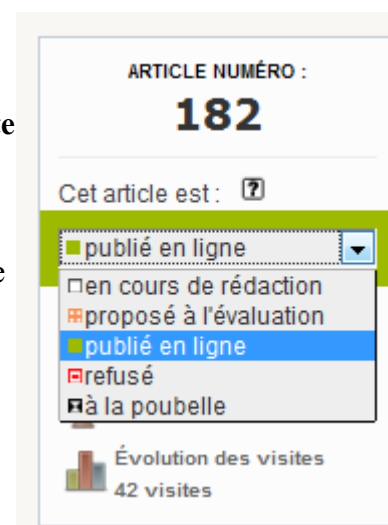 ARTICLE NUMÉRO :
182
te
Cet article est : ?
e
publié en ligne
en cours de rédaction
proposé à l'évaluation
publié en ligne
refusé
à la poubelle
Évolution des visites
42 visites